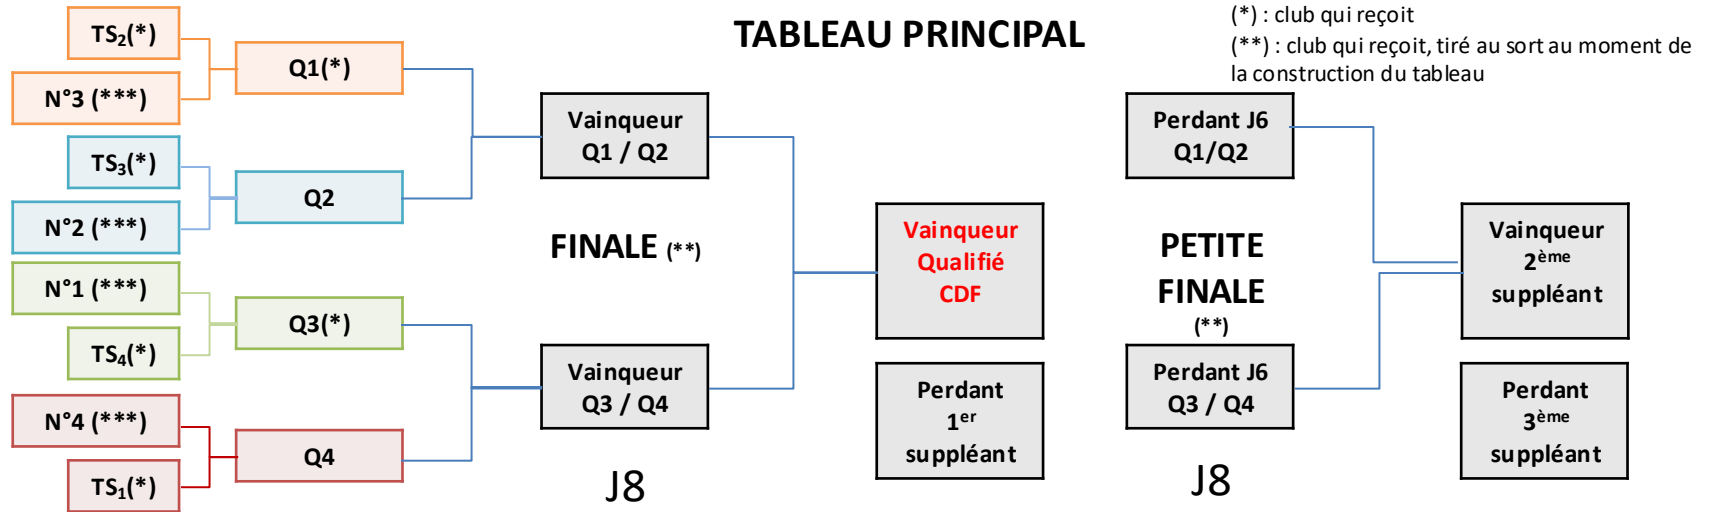 TABLEAU PRINCIPAL
(*) : club qui reçoit
(**) : club qui reçoit, tiré au sort au moment de
la construction du tableau
TS₂(*)
N°3 (***)
Q1(*)
TS₃(*)
N°2 (***)
Q2
N°1 (***)
TS₄(*)
Q3(*)
N°4 (***)
TS₁(*)
Q4
Vainqueur
Q1 / Q2
FINALE (**)
Vainqueur
Q3 / Q4
J8
Vainqueur
Qualifié
CDF
Perdant
1er
suppléant
Perdant J6
Q1/Q2
PETITE
FINALE
(**)
Perdant J6
Q3 / Q4
J8
Vainqueur
2ème
suppléant
Perdant
3ème
suppléant